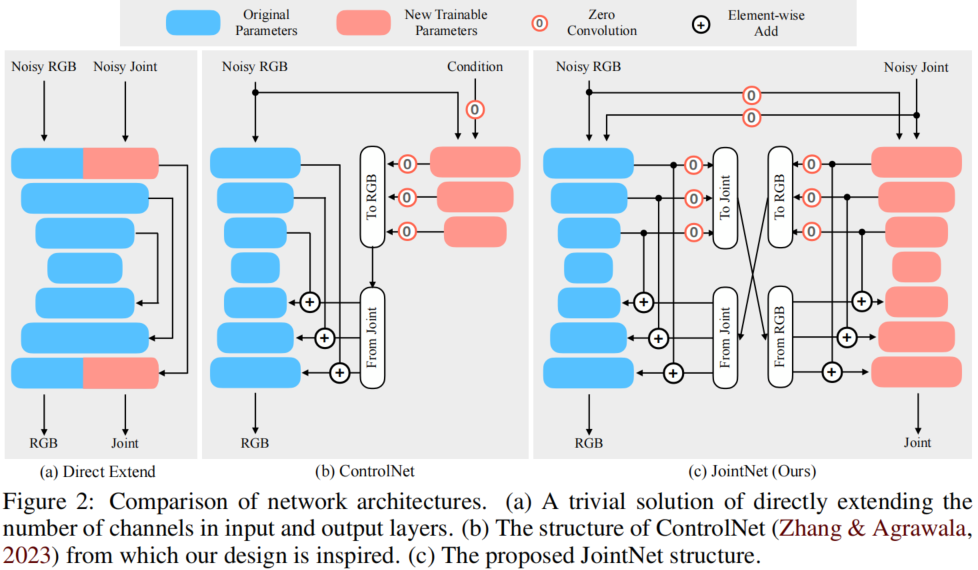 Original Parameters
New Trainable Parameters
0 Zero Convolution
+ Element-wise Add
Noisy RGB
Noisy Joint
RGB
Joint
(a) Direct Extend
Noisy RGB
Condition
0
0
0
0
To RGB
From Joint
+
+
+
RGB
(b) ControlNet
Noisy RGB
Noisy Joint
0
0
0
0
0
To Joint
To RGB
0
0
0
From Joint
From RGB
+
+
+
+
+
+
RGB
Joint
(c) JointNet (Ours)
Figure 2: Comparison of network architectures. (a) A trivial solution of directly extending the
number of channels in input and output layers. (b) The structure of ControlNet (Zhang & Agrawala,
2023) from which our design is inspired. (c) The proposed JointNet structure.